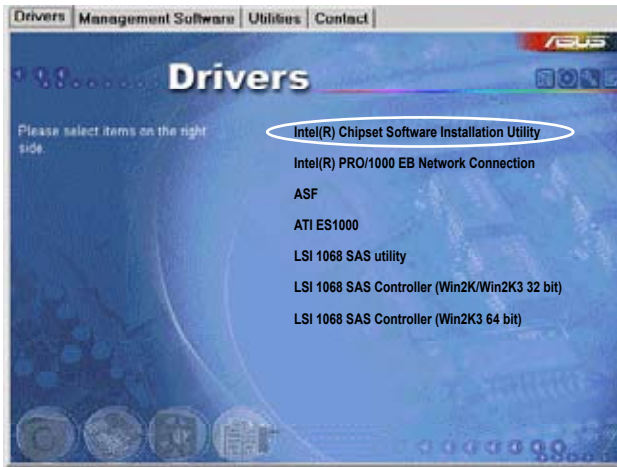 Drivers Management Software Utilities Contact
ASUS
Drivers
Please select items on the right
side.
Intel(R) Chipset Software Installation Utility
Intel(R) PRO/1000 EB Network Connection
ASF
ATI ES1000
LSI 1068 SAS utility
LSI 1068 SAS Controller (Win2K/Win2K3 32 bit)
LSI 1068 SAS Controller (Win2K3 64 bit)